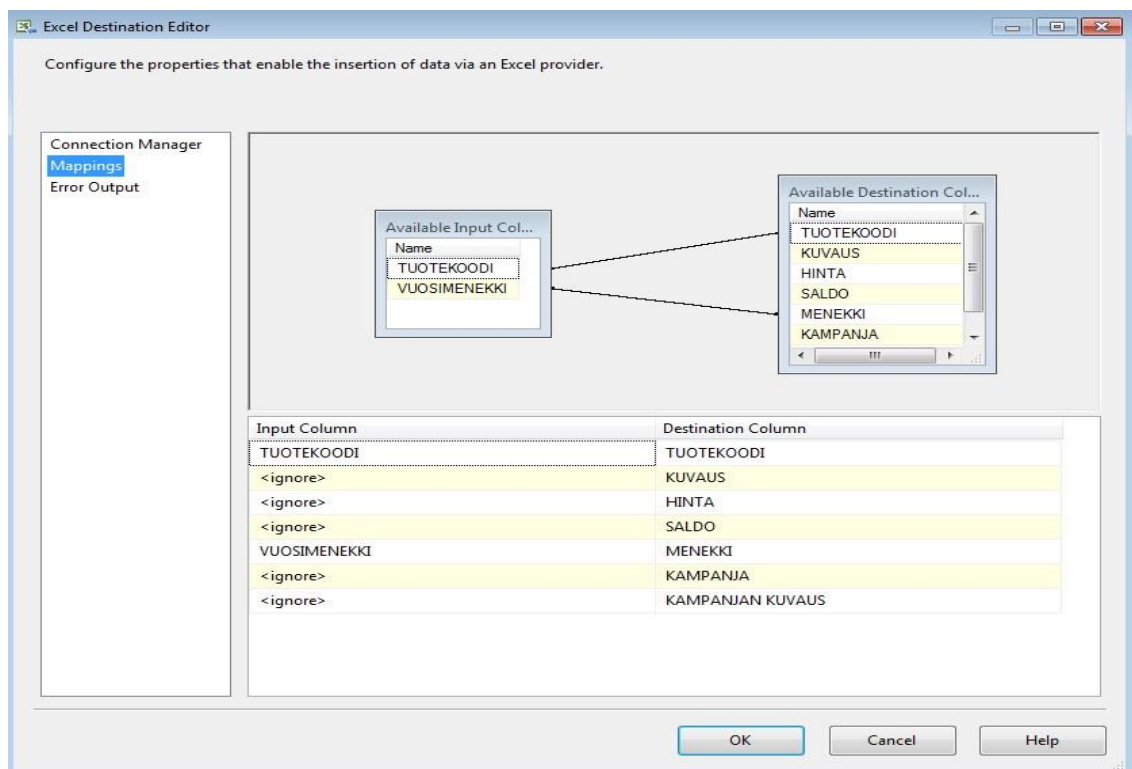 Excel Destination Editor
Configure the properties that enable the insertion of data via an Excel provider.
Connection Manager
Mappings
Error Output
Available Input Col...
Name
TUOTEKOODI
VUOSIMENEKKI
Available Destination Col...
Name
TUOTEKOODI
KUVAUS
HINTA
SALDO
MENEKKI
KAMPANJA
Input Column Destination Column
TUOTEKOODI TUOTEKOODI
<ignore> KUVAUS
<ignore> HINTA
<ignore> SALDO
VUOSIMENEKKI MENEKKI
<ignore> KAMPANJA
<ignore> KAMPANJAN KUVAUS
OK Cancel Help